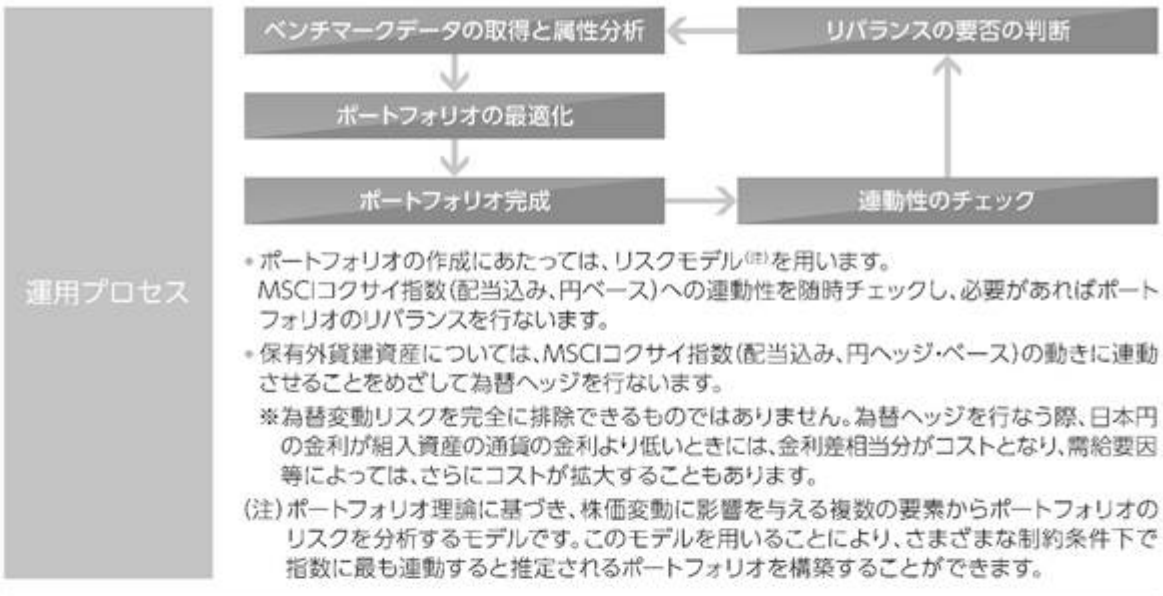 運用プロセス
ベンチマークデータの取得と属性分析
リバランスの要否の判断
ポートフォリオの最適化
ポートフォリオ完成
連動性のチェック
•ポートフォリオの作成にあたっては、リスクモデル(注)を用います。
MSCIコクサイ指数(配当込み、円ベース)への連動性を随時チェックし、必要があればポート
フォリオのリバランスを行ないます。
•保有外貨建資産については、MSCIコクサイ指数(配当込み、円ヘッジ・ベース)の動きに連動
させることをめざして為替ヘッジを行ないます。
※為替変動リスクを完全に排除できるものではありません。為替ヘッジを行なう際、日本円
の金利が組入資産の通貨の金利より低いときには、金利差相当分がコストとなり、需給要因
等によっては、さらにコストが拡大することもあります。
(注)ポートフォリオ理論に基づき、株価変動に影響を与える複数の要素からポートフォリオの
リスクを分析するモデルです。このモデルを用いることにより、さまざまな制約条件下で
指数に最も連動すると推定されるポートフォリオを構築することができます。